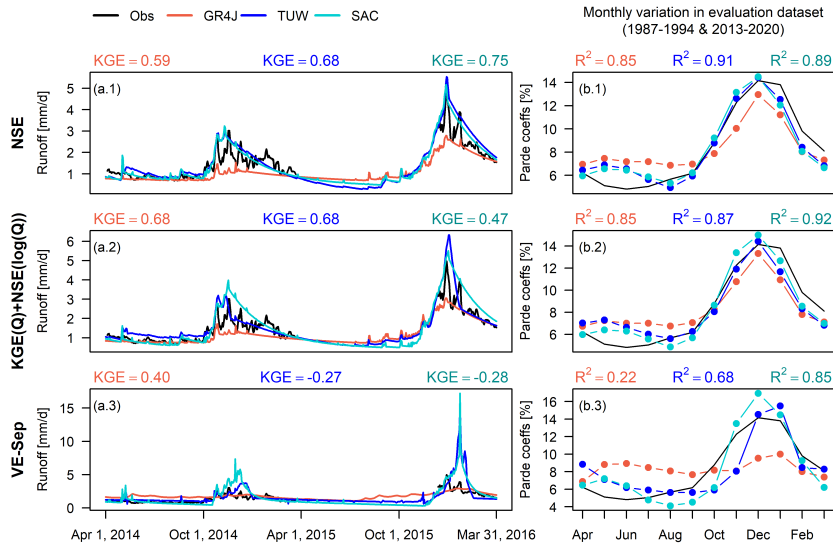 Obs GR4J TUW SAC
Monthly variation in evaluation dataset
(1987-1994 & 2013-2020)
KGE = 0.59 KGE = 0.68 KGE = 0.75
R² = 0.85 R² = 0.91 R² = 0.89
NSE
Runoff [mm/d]
(a.1)
5
4
3
2
1
Parde coeffs [%]
(b.1)
14
12
10
8
6
KGE = 0.68 KGE = 0.68 KGE = 0.47
R² = 0.85 R² = 0.87 R² = 0.92
KGE(Q)+NSE(log(Q))
Runoff [mm/d]
(a.2)
6
5
4
3
2
1
Parde coeffs [%]
(b.2)
14
12
10
8
6
4
KGE = 0.40 KGE = -0.27 KGE = -0.28
R² = 0.22 R² = 0.68 R² = 0.85
VE-Sep
Runoff [mm/d]
(a.3)
15
10
5
0
Parde coeffs [%]
(b.3)
16
14
12
10
8
6
4
Apr 1, 2014 Oct 1, 2014 Apr 1, 2015 Oct 1, 2015 Mar 31, 2016
Apr Jun Aug Oct Dec Feb